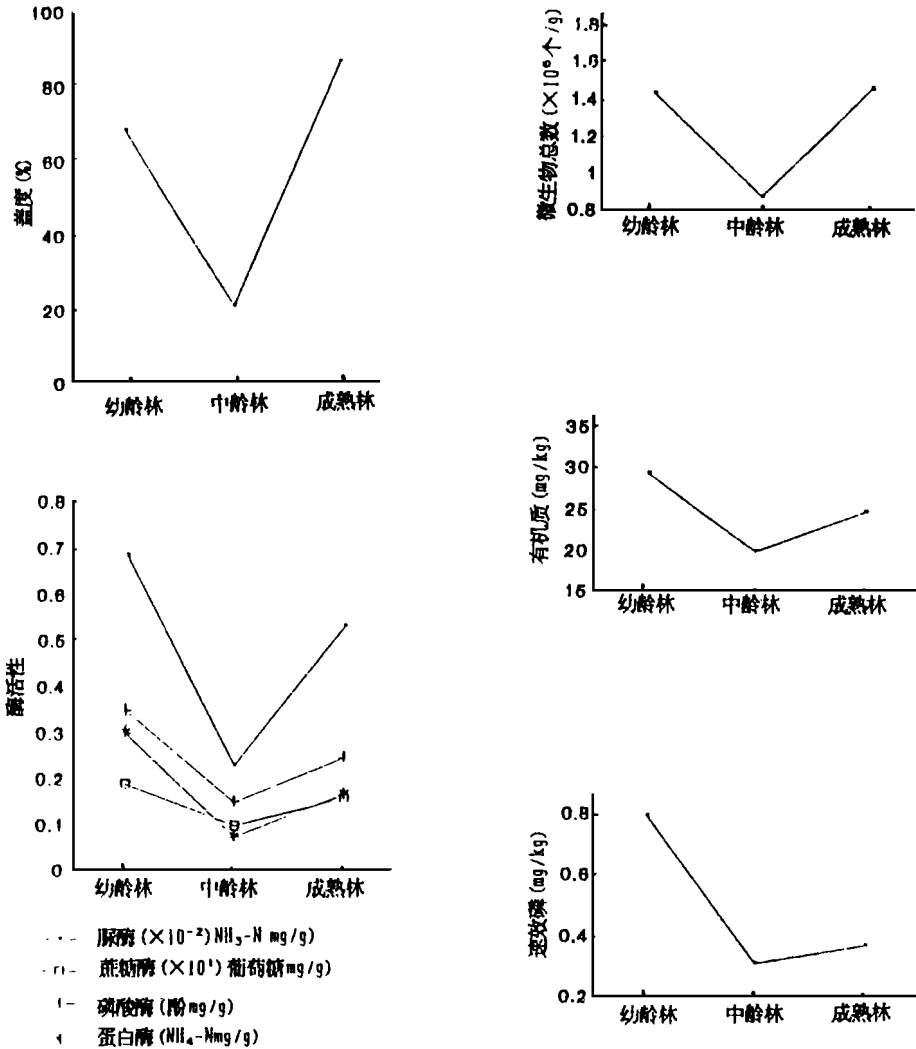 100
80
60
40
20
0
盖度(%)
幼龄林 中龄林 成熟林
0.8
0.7
0.6
0.5
0.4
0.3
0.2
0.1
0
酶活性
幼龄林 中龄林 成熟林
脲酶(×10⁻²)NH₃-N mg/g)
蔗糖酶(×10¹)葡萄糖mg/g)
磷酸酶(酚mg/g)
蛋白酶(NH₄-Nmg/g)
1.8
1.6
1.4
1.2
1
0.8
微生物总数(×10⁶个/g)
幼龄林 中龄林 成熟林
35
30
25
20
15
有机质(mg/kg)
幼龄林 中龄林 成熟林
0.8
0.6
0.4
0.2
速效磷(mg/kg)
幼龄林 中龄林 成熟林